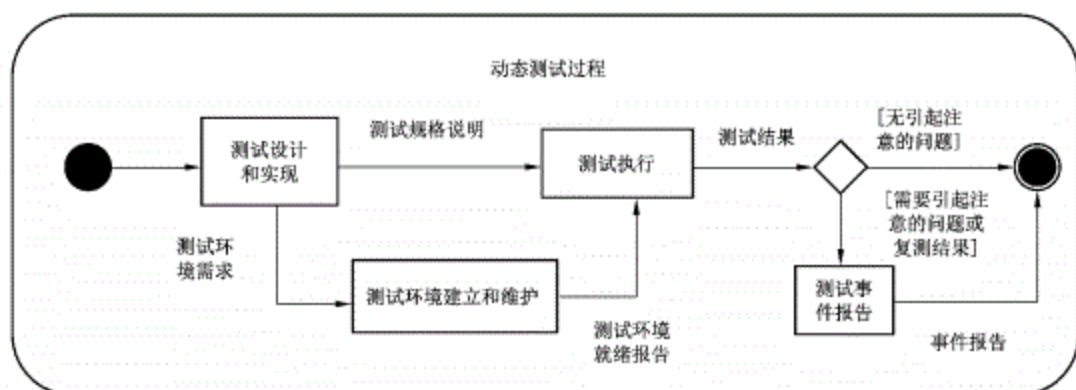 动态测试过程
测试设计
和实现
测试规格说明
测试执行
测试结果
[无引起注
意的问题]
[需要引起注
意的问题或
复测结果]
测试环
境需求
测试环境建立和维护
测试环境
就绪报告
测试事
件报告
事件报告